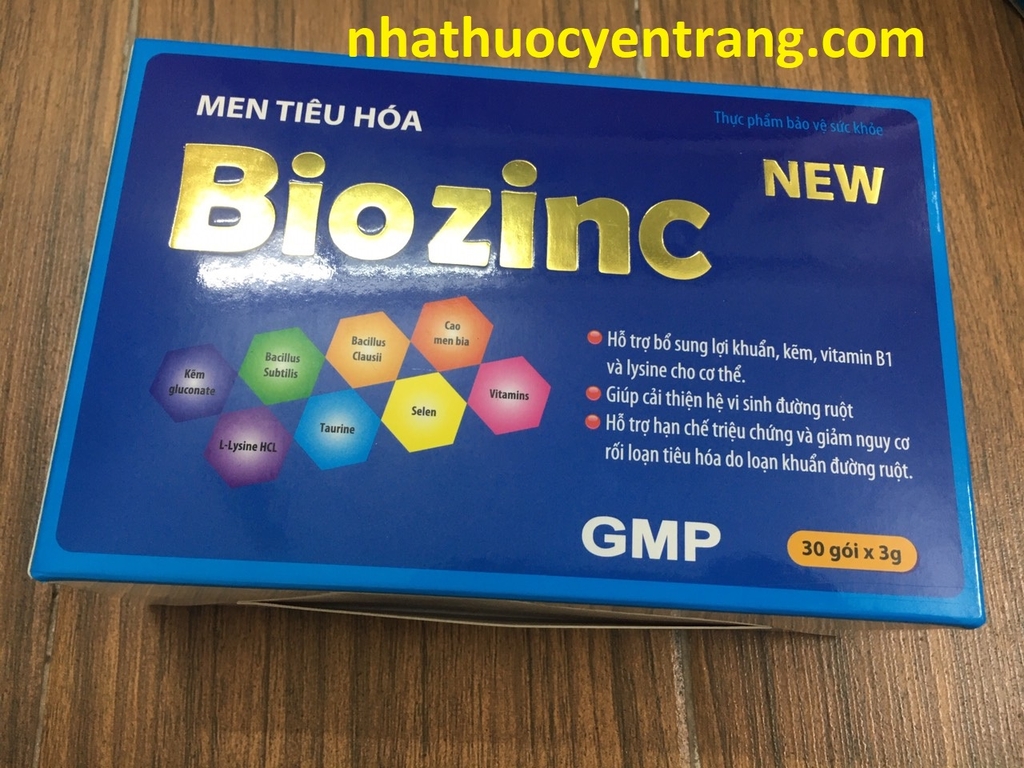 nhathuocyentrang.com
MEN TIÊU HÓA
Thực phẩm bảo vệ sức khỏe
Biozinc
NEW
Kẽm
gluconate
Bacillus
Subtilis
Bacillus
Clausii
Cao
men bia
L-Lysine HCL
Taurine
Selen
Vitamins
Hỗ trợ bổ sung lợi khuẩn, kẽm, vitamin B1
và lysine cho cơ thể.
Giúp cải thiện hệ vi sinh đường ruột
Hỗ trợ hạn chế triệu chứng và giảm nguy cơ
rối loạn tiêu hóa do loạn khuẩn đường ruột.
GMP
30 gói x 3g